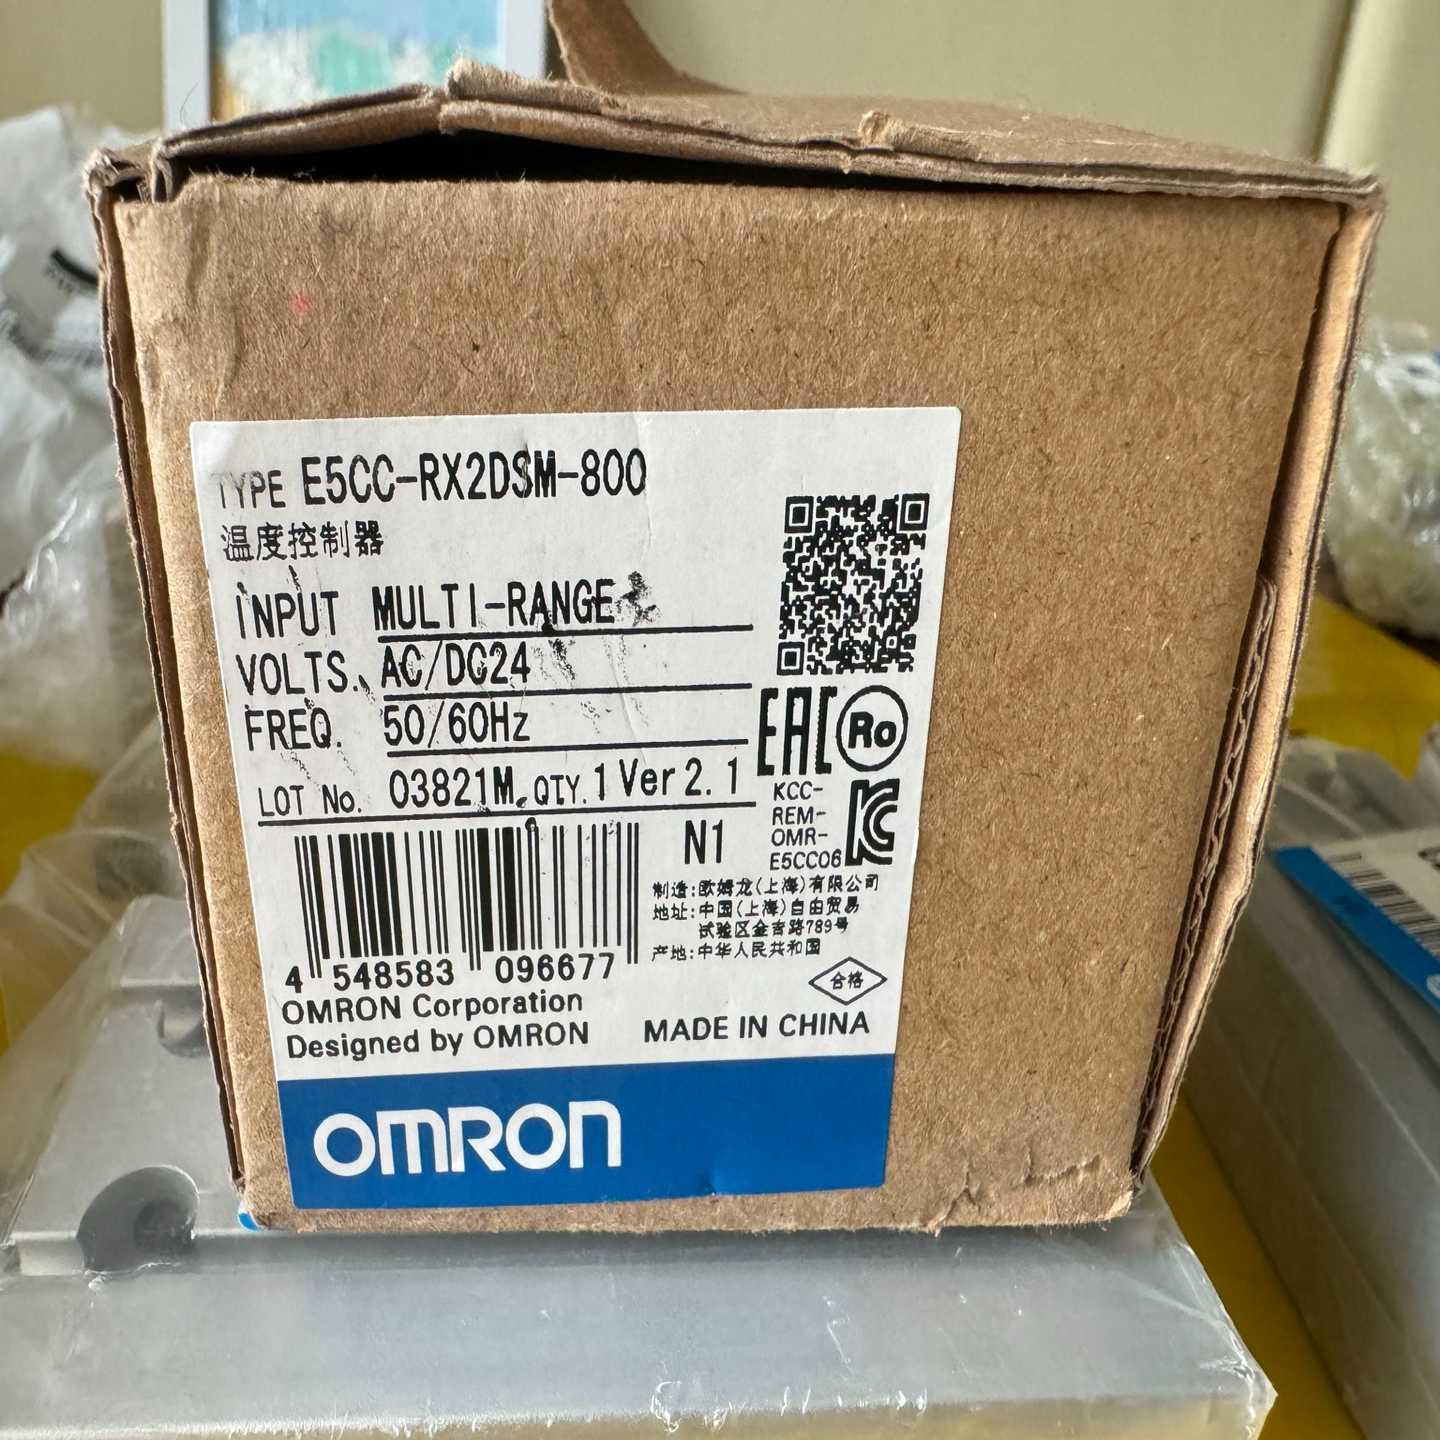 TYPE E5CC-RX2DSM-800
温度控制器
INPUT MULTI-RANGE
VOLTS. AC/DC24
FREQ. 50/60Hz
LOT No. 03821M QTY. 1 Ver 2.1
EAC Ro
KCC-
REM-
OMR-
E5CC06
N1
制造:欧姆龙(上海)有限公司
地址:中国(上海)自由贸易
试验区金吉路789号
产地:中华人民共和国
4 548583 096677
合格
OMRON Corporation
Designed by OMRON
MADE IN CHINA
OMRON